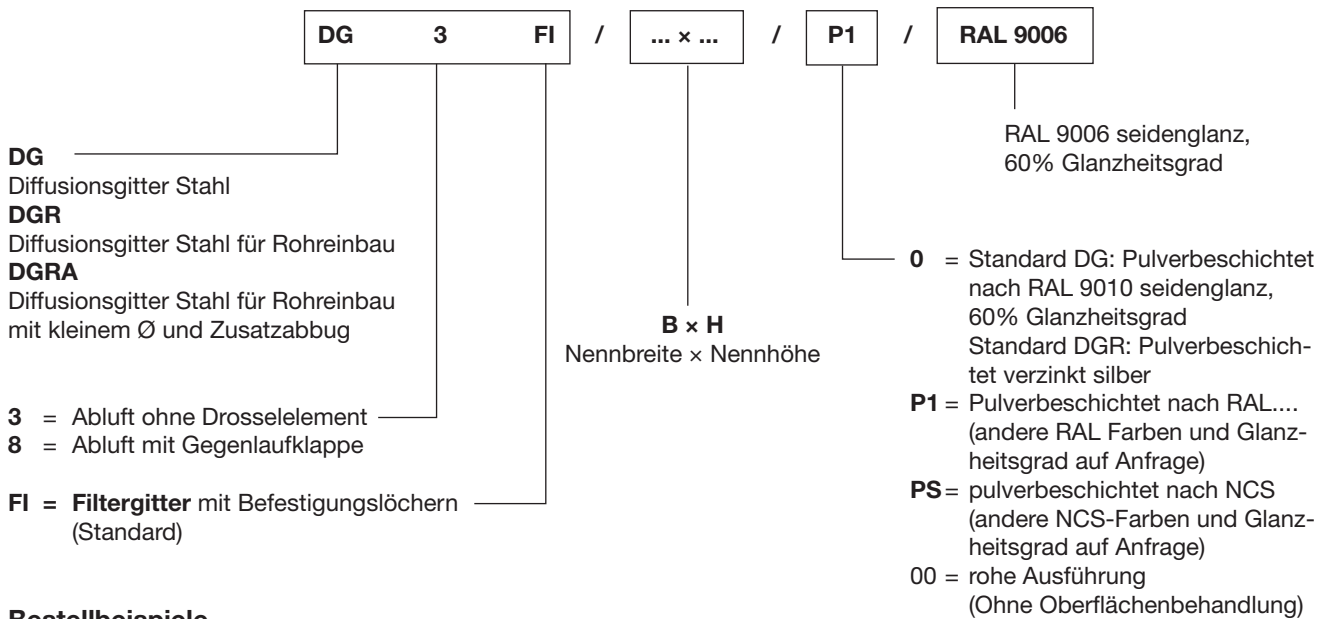 DG 3 FI / ... × ... / P1 / RAL 9006
RAL 9006 seidenglanz,
60% Glanzheitsgrad
DG
Diffusionsgitter Stahl
DGR
Diffusionsgitter Stahl für Rohreinbau
DGRA
Diffusionsgitter Stahl für Rohreinbau
mit kleinem Ø und Zusatzabbug
3 = Abluft ohne Drosselelement
8 = Abluft mit Gegenlaufklappe
FI = Filtergitter mit Befestigungslöchern
(Standard)
B × H
Nennbreite × Nennhöhe
0 = Standard DG: Pulverbeschichtet
nach RAL 9010 seidenglanz,
60% Glanzheitsgrad
Standard DGR: Pulverbeschich-
tet verzinkt silber
P1 = Pulverbeschichtet nach RAL....
(andere RAL Farben und Glanz-
heitsgrad auf Anfrage)
PS = pulverbeschichtet nach NCS
(andere NCS-Farben und Glanz-
heitsgrad auf Anfrage)
00 = rohe Ausführung
(Ohne Oberflächenbehandlung)
Bestellbeispiele